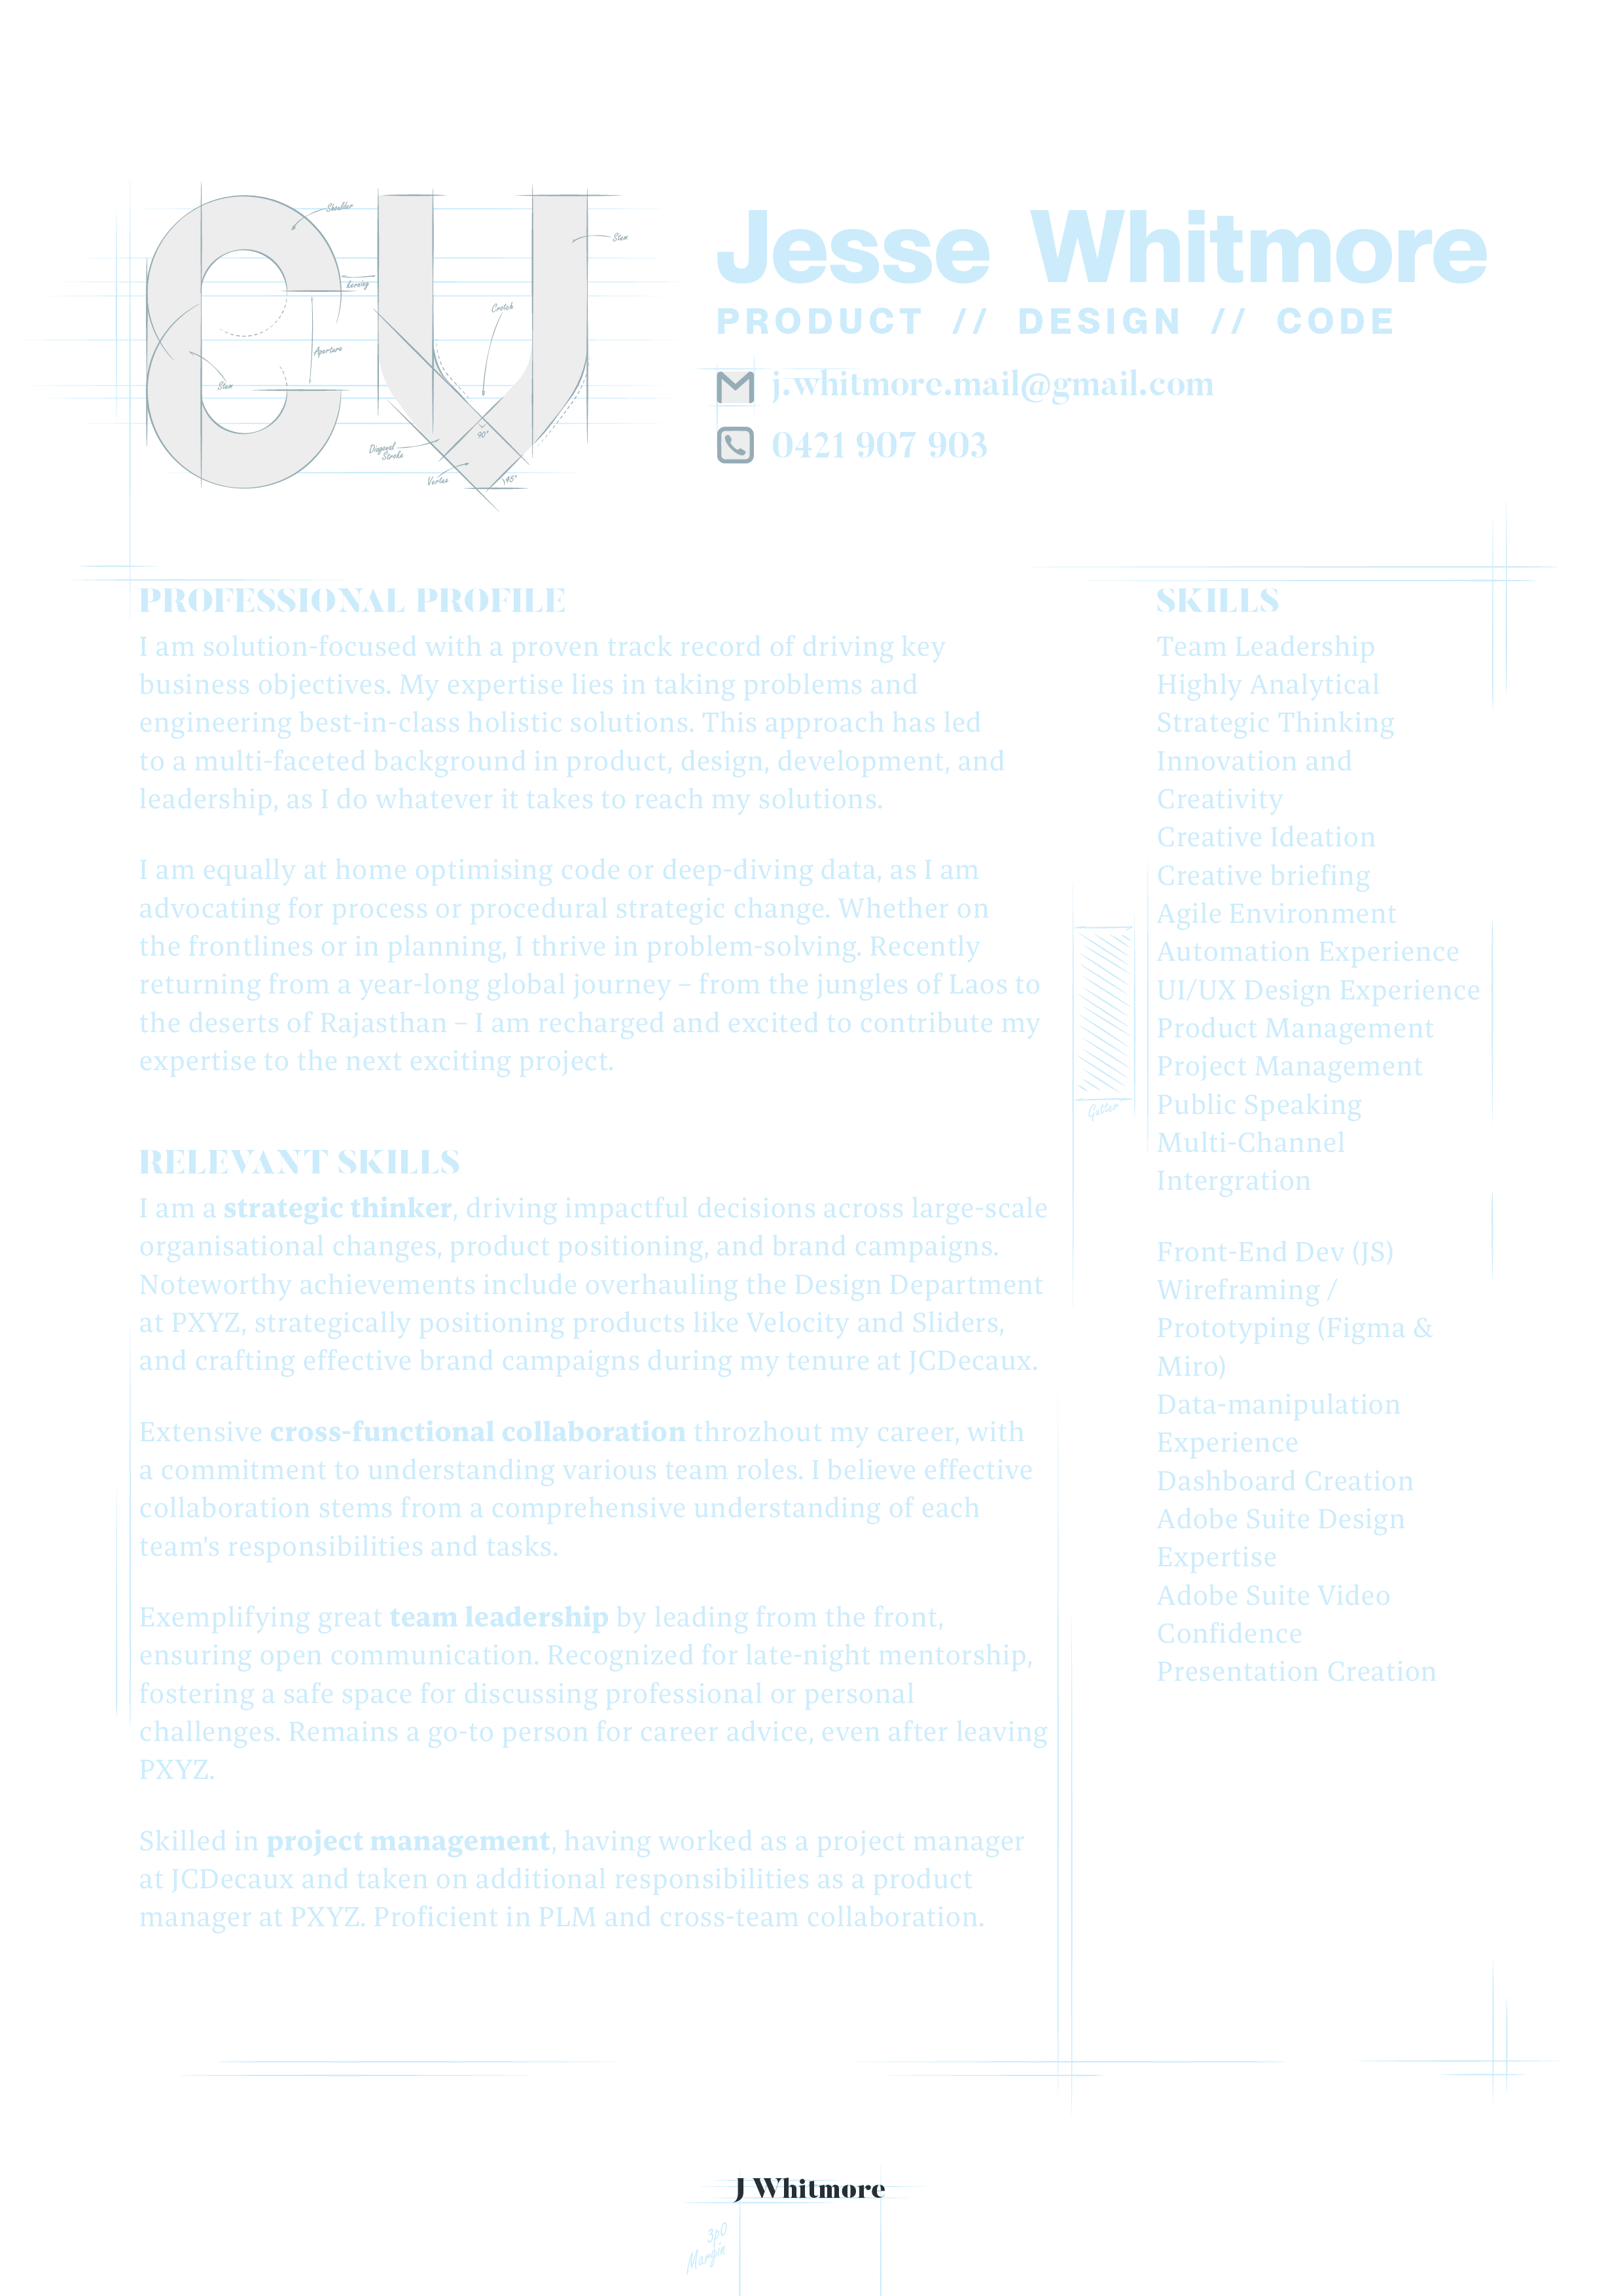 CV
Shoulder
Stem
Kerning
Crotch
Aperture
Stem
90°
Diagonal
Stroke
Vertex
45°
Jesse Whitmore
PRODUCT // DESIGN // CODE
j.whitmore.mail@gmail.com
0421 907 903
PROFESSIONAL PROFILE
I am solution-focused with a proven track record of driving key
business objectives. My expertise lies in taking problems and
engineering best-in-class holistic solutions. This approach has led
to a multi-faceted background in product, design, development, and
leadership, as I do whatever it takes to reach my solutions.
I am equally at home optimising code or deep-diving data, as I am
advocating for process or procedural strategic change. Whether on
the frontlines or in planning, I thrive in problem-solving. Recently
returning from a year-long global journey – from the jungles of Laos to
the deserts of Rajasthan – I am recharged and excited to contribute my
expertise to the next exciting project.
RELEVANT SKILLS
I am a strategic thinker, driving impactful decisions across large-scale
organisational changes, product positioning, and brand campaigns.
Noteworthy achievements include overhauling the Design Department
at PXYZ, strategically positioning products like Velocity and Sliders,
and crafting effective brand campaigns during my tenure at JCDecaux.
Extensive cross-functional collaboration throzhout my career, with
a commitment to understanding various team roles. I believe effective
collaboration stems from a comprehensive understanding of each
team's responsibilities and tasks.
Exemplifying great team leadership by leading from the front,
ensuring open communication. Recognized for late-night mentorship,
fostering a safe space for discussing professional or personal
challenges. Remains a go-to person for career advice, even after leaving
PXYZ.
Skilled in project management, having worked as a project manager
at JCDecaux and taken on additional responsibilities as a product
manager at PXYZ. Proficient in PLM and cross-team collaboration.
Gutter
SKILLS
Team Leadership
Highly Analytical
Strategic Thinking
Innovation and
Creativity
Creative Ideation
Creative briefing
Agile Environment
Automation Experience
UI/UX Design Experience
Product Management
Project Management
Public Speaking
Multi-Channel
Intergration
Front-End Dev (JS)
Wireframing /
Prototyping (Figma &
Miro)
Data-manipulation
Experience
Dashboard Creation
Adobe Suite Design
Expertise
Adobe Suite Video
Confidence
Presentation Creation
J Whitmore
3p0
Margin